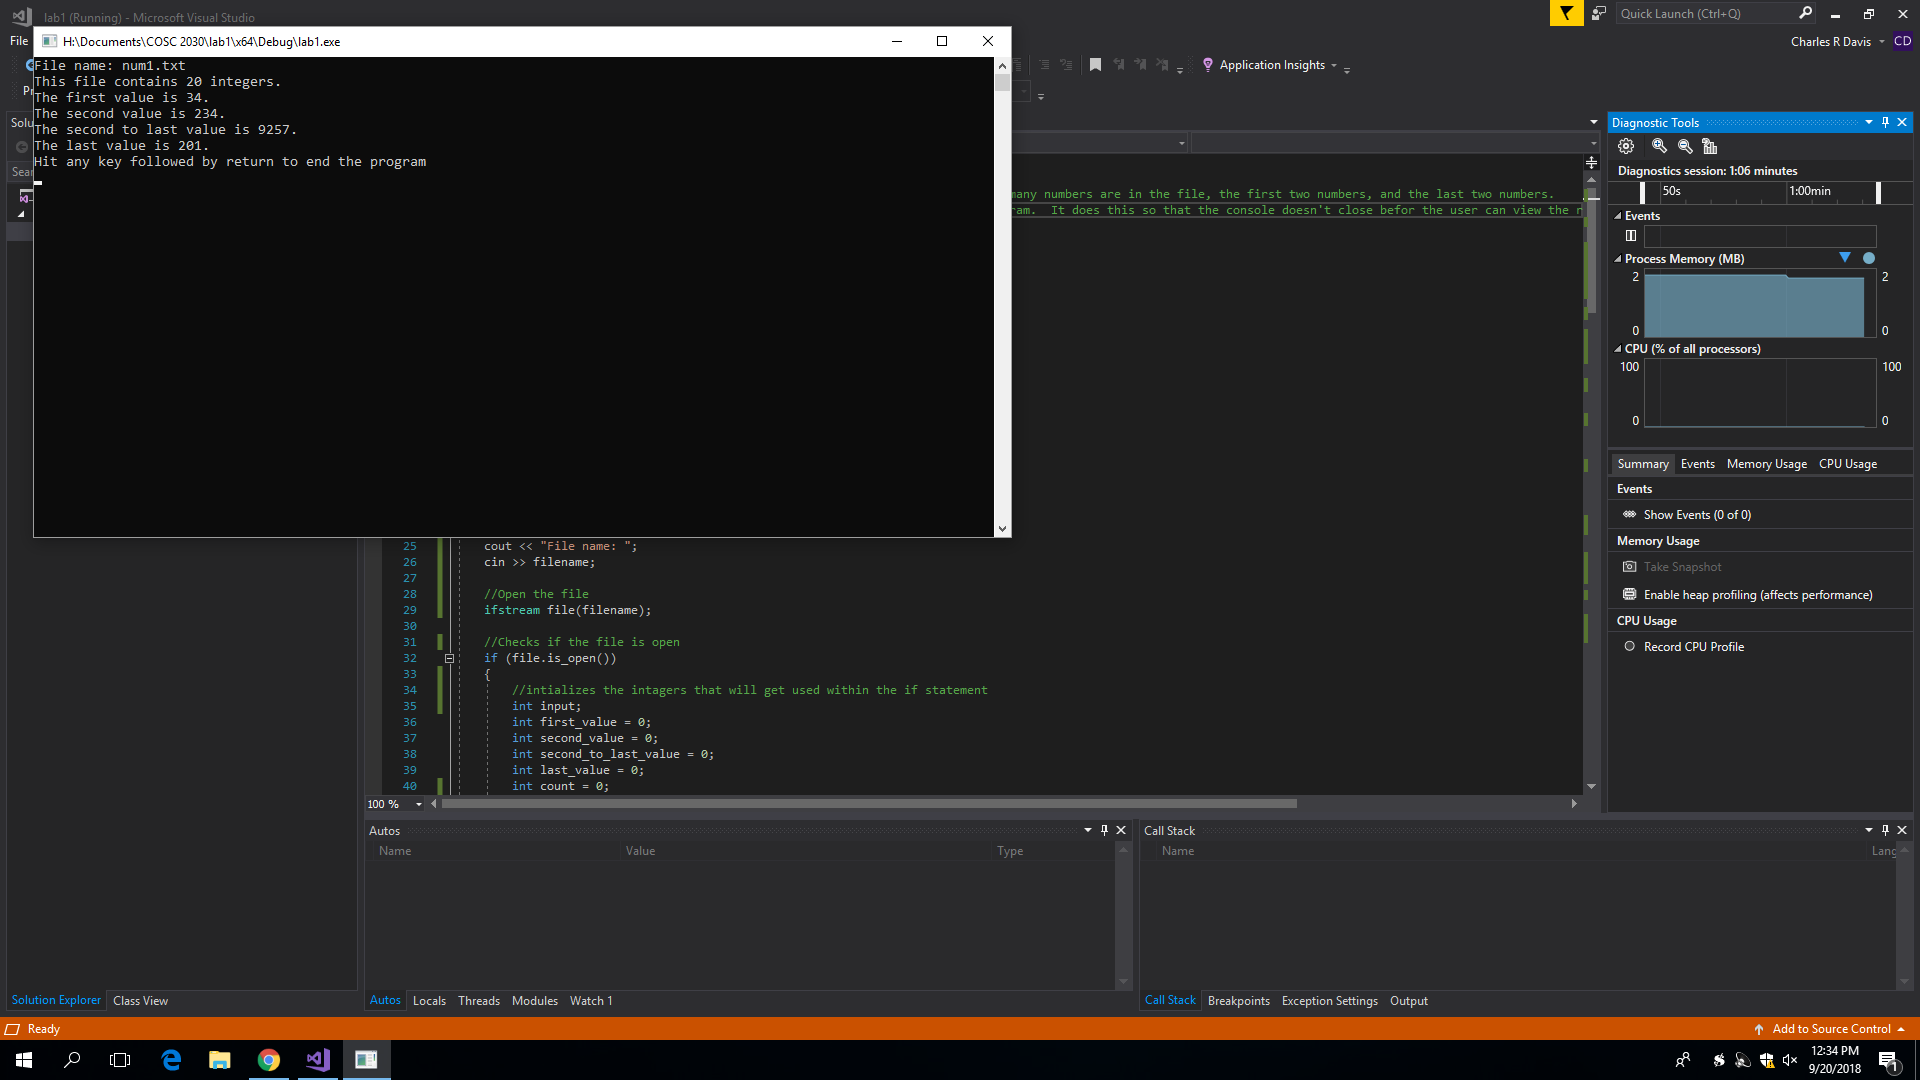 lab1 (Running) - Microsoft Visual Studio
Quick Launch (Ctrl+Q)
File
Charles R Davis
CD
H:\Documents\COSC 2030\lab1\x64\Debug\lab1.exe
File name: num1.txt
This file contains 20 integers.
The first value is 34.
The second value is 234.
The second to last value is 9257.
The last value is 201.
Hit any key followed by return to end the program
Application Insights
Solu
Sear
many numbers are in the file, the first two numbers, and the last two numbers.
ram.  It does this so that the console doesn't close befor the user can view the
25 cout << "File name: ";
26 cin >> filename;
27
28 //Open the file
29 ifstream file(filename);
30
31 //Checks if the file is open
32 if (file.is_open())
33 {
34 //intializes the intagers that will get used within the if statement
35 int input;
36 int first_value = 0;
37 int second_value = 0;
38 int second_to_last_value = 0;
39 int last_value = 0;
40 int count = 0;
100 %
Diagnostic Tools
Diagnostics session: 1:06 minutes
50s 1:00min
Events
Process Memory (MB)
2 2
0 0
CPU (% of all processors)
100 100
0 0
Summary Events Memory Usage CPU Usage
Events
Show Events (0 of 0)
Memory Usage
Take Snapshot
Enable heap profiling (affects performance)
CPU Usage
Record CPU Profile
Autos
Name Value Type
Call Stack
Name Lang
Solution Explorer Class View
Autos Locals Threads Modules Watch 1
Call Stack Breakpoints Exception Settings Output
Ready
Add to Source Control
12:34 PM
9/20/2018
1